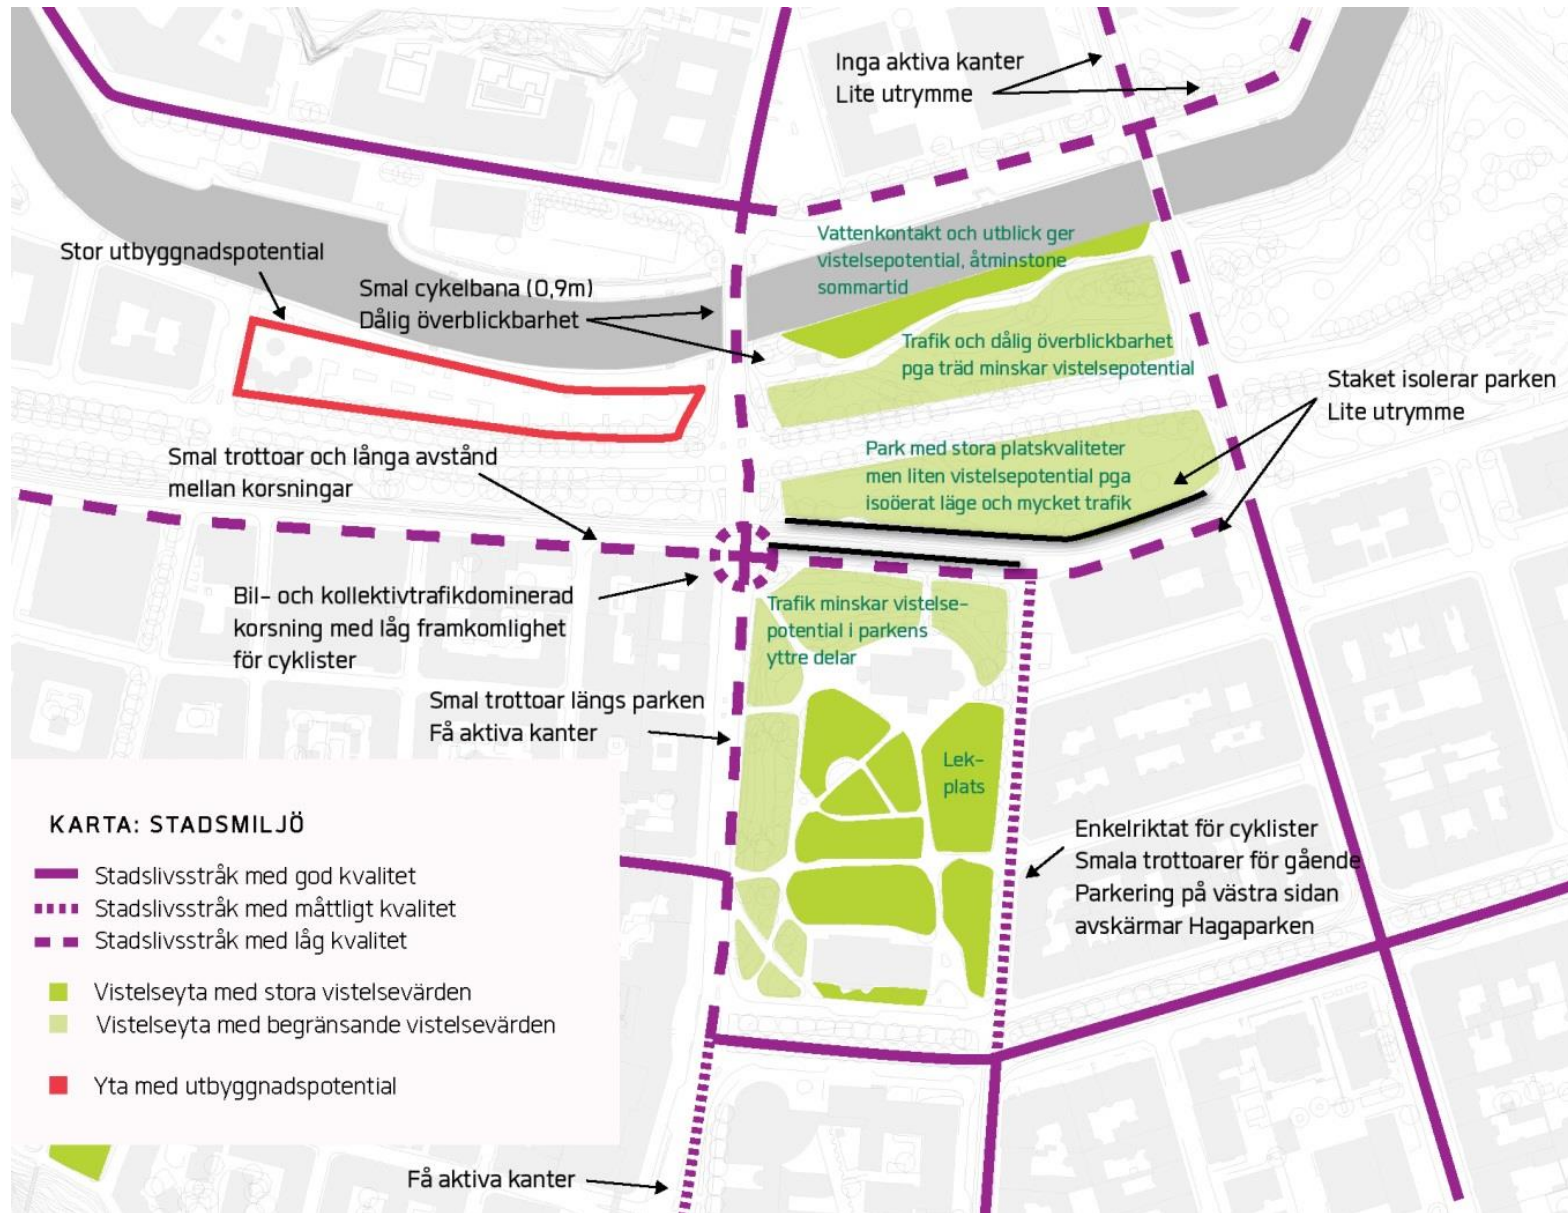 Inga aktiva kanter
Lite utrymme
Vattenkontakt och utblick ger
vistelsepotential, åtminstone
sommartid
Stor utbyggnadspotential
Smal cykelbana (0,9m)
Dålig överblickbarhet
Trafik och dålig överblickbarhet
pga träd minskar vistelsepotential
Staket isolerar parken
Lite utrymme
Smal trottoar och långa avstånd
mellan korsningar
Park med stora platskvaliteter
men liten vistelsepotential pga
isoöerat läge och mycket trafik
Bil- och kollektivtrafikdominerad
korsning med låg framkomlighet
för cyklister
Trafik minskar vistelse-
potential i parkens
yttre delar
Smal trottoar längs parken
Få aktiva kanter
Lek-
plats
Enkelriktat för cyklister
Smala trottoarer för gående
Parkering på västra sidan
avskärmar Hagaparken
KARTA: STADSMILJÖ
Stadslivsstråk med god kvalitet
Stadslivsstråk med måttligt kvalitet
Stadslivsstråk med låg kvalitet
Vistelseyta med stora vistelsevärden
Vistelseyta med begränsande vistelsevärden
Yta med utbyggnadspotential
Få aktiva kanter